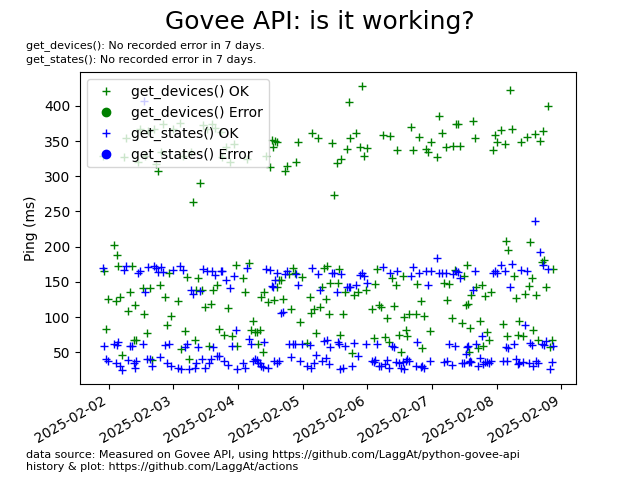 Govee API: is it working?
get_devices(): No recorded error in 7 days.
get_states(): No recorded error in 7 days.
get_devices() OK
get_devices() Error
get_states() OK
get_states() Error
Ping (ms)
400
350
300
250
200
150
100
50
2025-02-02
2025-02-03
2025-02-04
2025-02-05
2025-02-06
2025-02-07
2025-02-08
2025-02-09
data source: Measured on Govee API, using https://github.com/LaggAt/python-govee-api
history & plot: https://github.com/LaggAt/actions